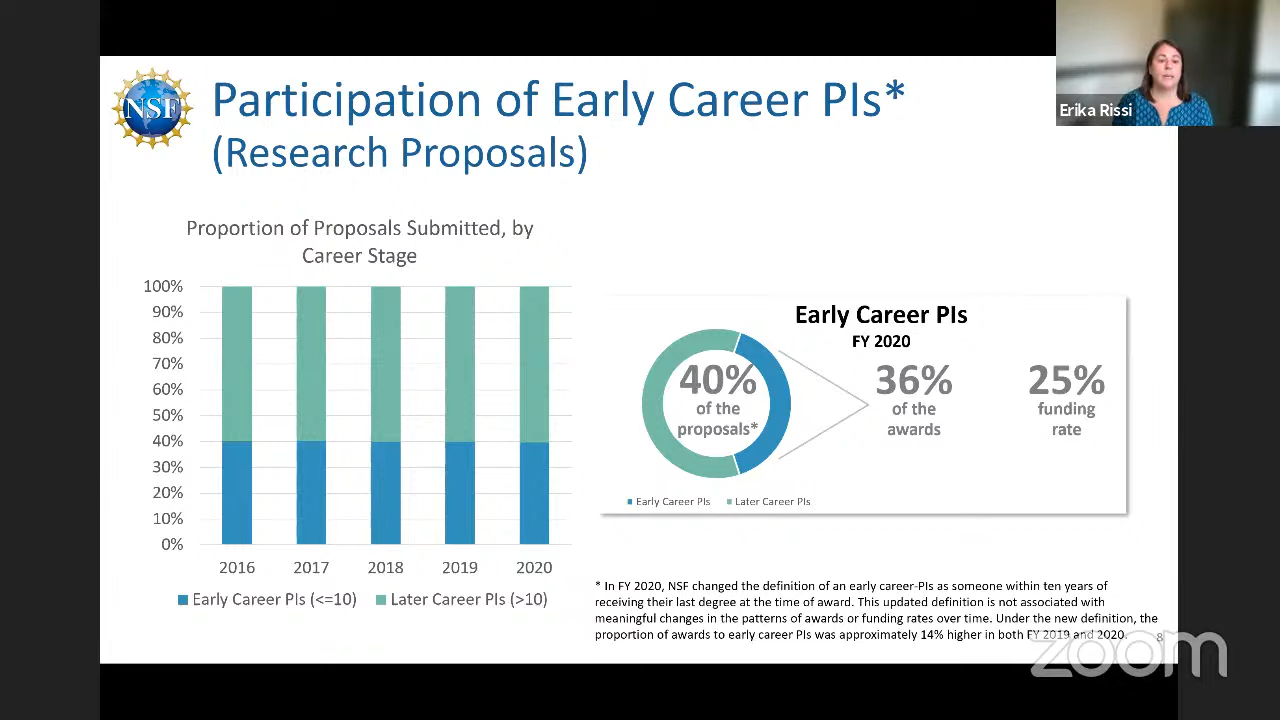 NSF
Participation of Early Career PIs*
(Research Proposals)
Erika Rissi
Proportion of Proposals Submitted, by
Career Stage
100%
90%
80%
70%
60%
50%
40%
30%
20%
10%
0%
2016 2017 2018 2019 2020
Early Career PIs (<=10) Later Career PIs (>10)
Early Career PIs
FY 2020
40%
of the
proposals*
36%
of the
awards
25%
funding
rate
Early Career PIs Later Career PIs
* In FY 2020, NSF changed the definition of an early career-PIs as someone within ten years of
receiving their last degree at the time of award. This updated definition is not associated with
meaningful changes in the patterns of awards or funding rates over time. Under the new definition, the
proportion of awards to early career PIs was approximately 14% higher in both FY 2019 and 2020.
8
zoom